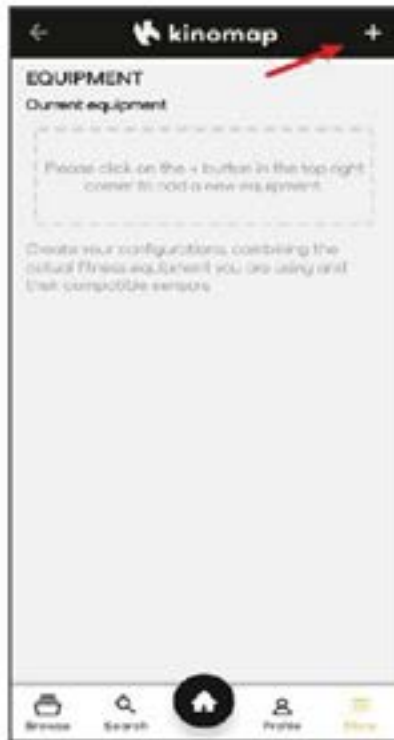 kinomap
EQUIPMENT
Current equipment
Please click on the + button in the top right
corner to add a new equipment
Create your configurations, combining the
actual fitness equipment you are using and
their compatible sensors
Browse
Search
Profile
More